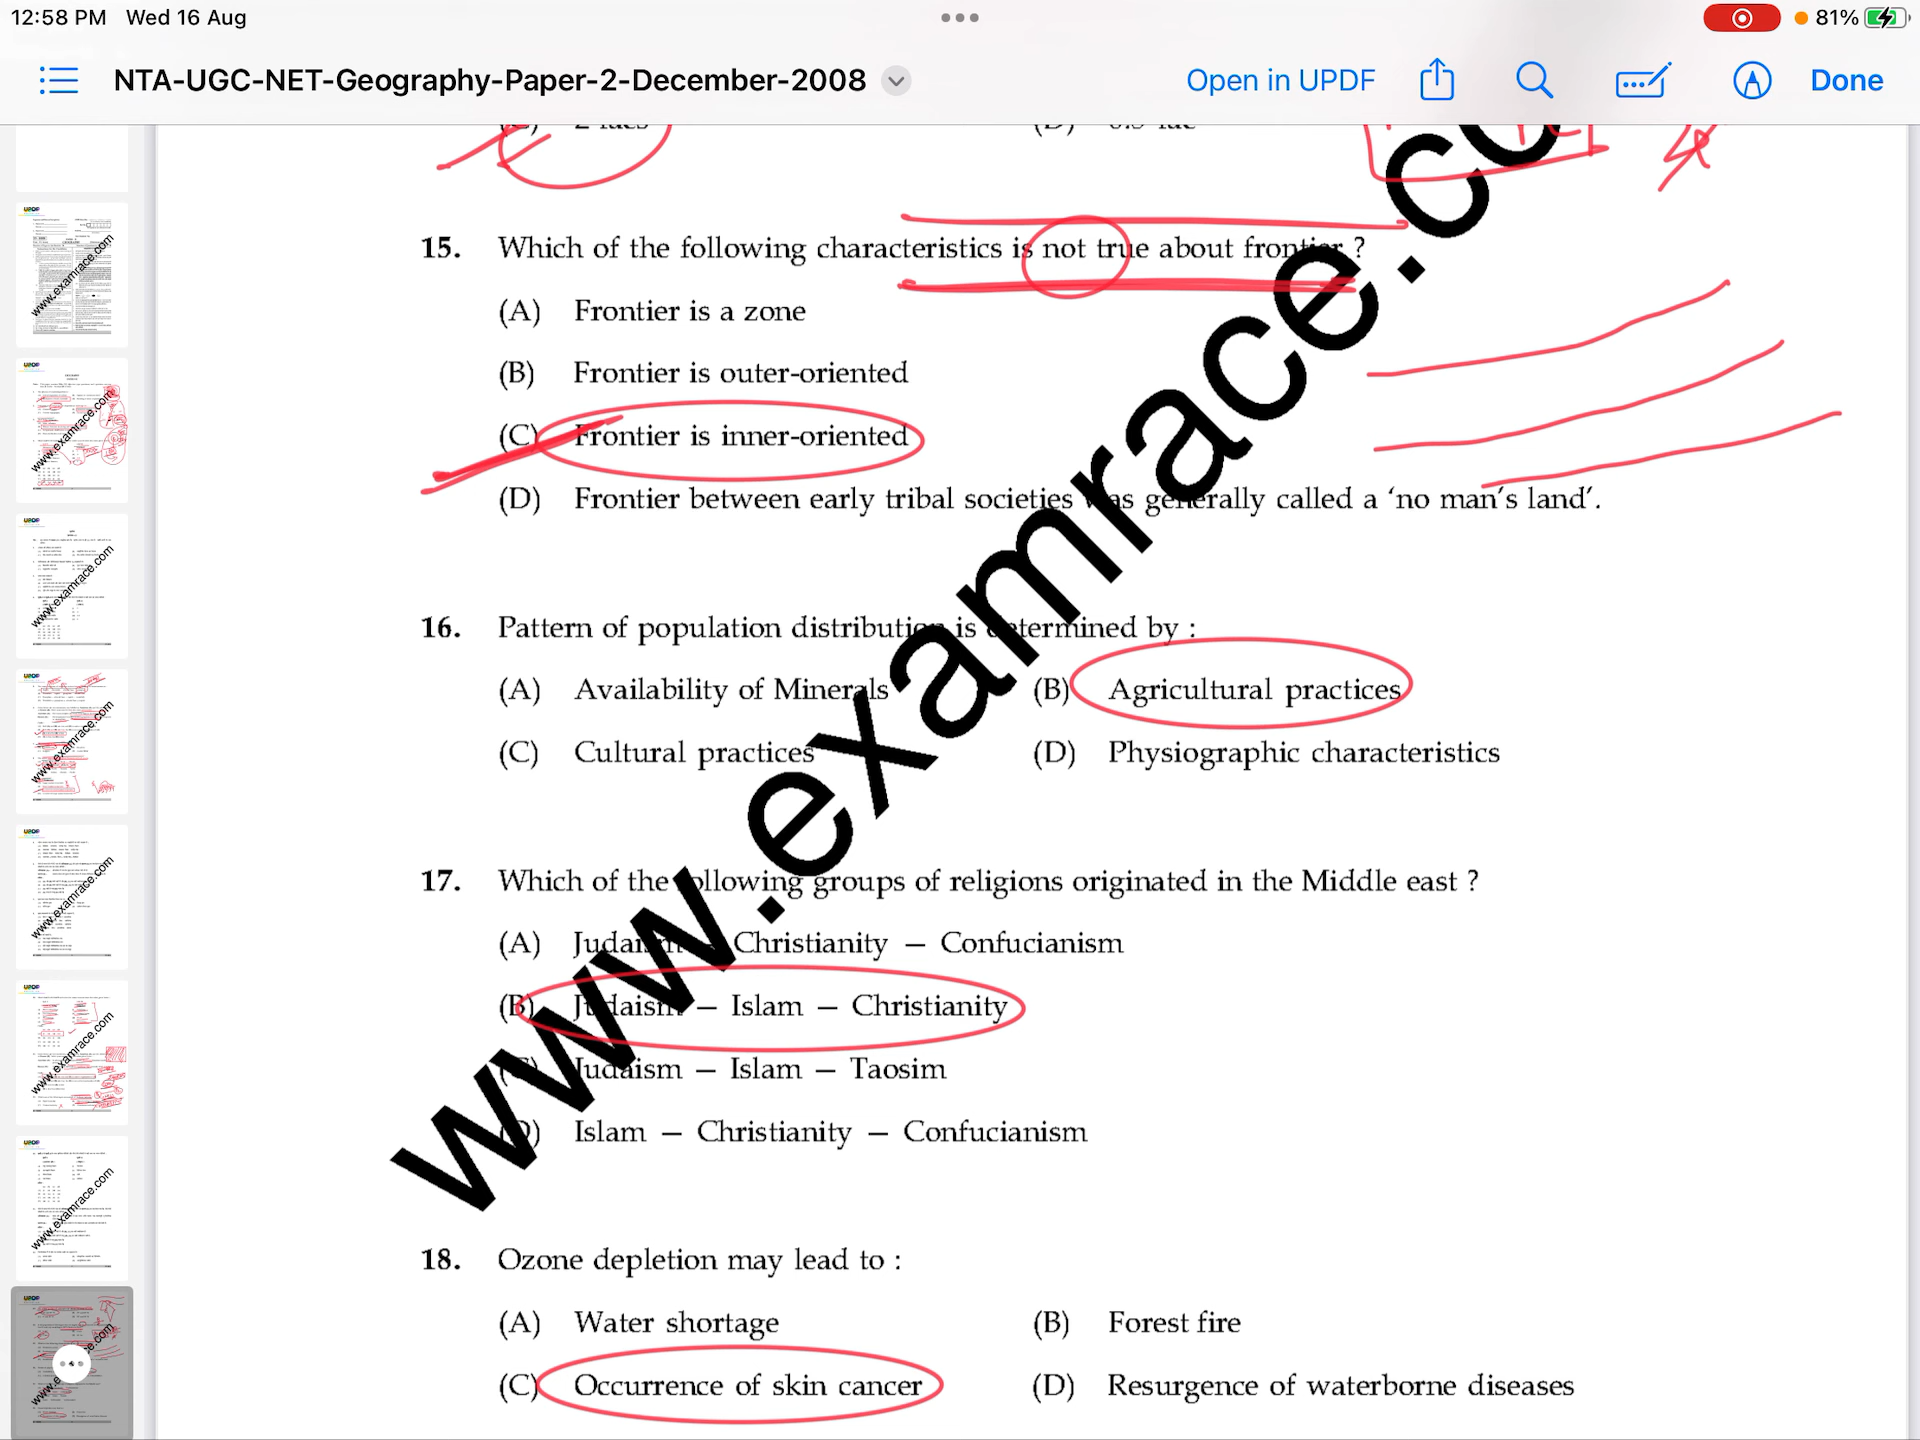 12:58 PM Wed 16 Aug
81%
NTA-UGC-NET-Geography-Paper-2-December-2008
Open in UPDF
Done
15. Which of the following characteristics is not true about frontier ?
(A) Frontier is a zone
(B) Frontier is outer-oriented
(C) Frontier is inner-oriented
(D) Frontier between early tribal societies was generally called a ‘no man’s land’.
16. Pattern of population distribution is determined by :
(A) Availability of Minerals (B) Agricultural practices
(C) Cultural practices (D) Physiographic characteristics
17. Which of the following groups of religions originated in the Middle east ?
(A) Judaism – Christianity – Confucianism
(B) Judaism – Islam – Christianity
(C) Judaism – Islam – Taosim
(D) Islam – Christianity – Confucianism
18. Ozone depletion may lead to :
(A) Water shortage (B) Forest fire
(C) Occurrence of skin cancer (D) Resurgence of waterborne diseases
www.examrace.co